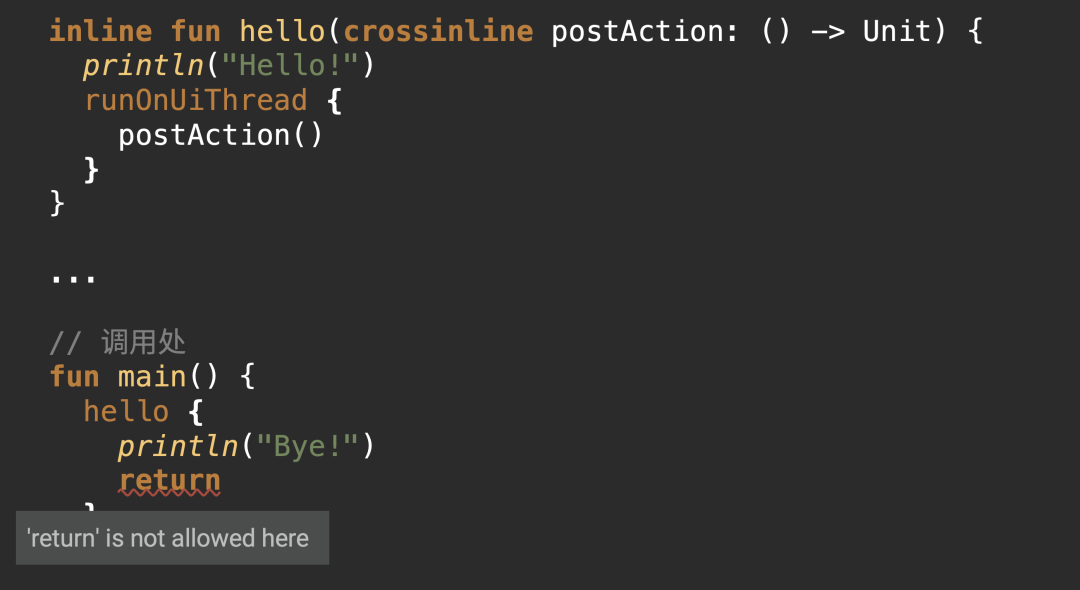 inline fun hello(crossinline postAction: () -> Unit) {
println("Hello!")
runOnUiThread {
postAction()
}
}
...
// 调用处
fun main() {
hello {
println("Bye!")
return
}
'return' is not allowed here